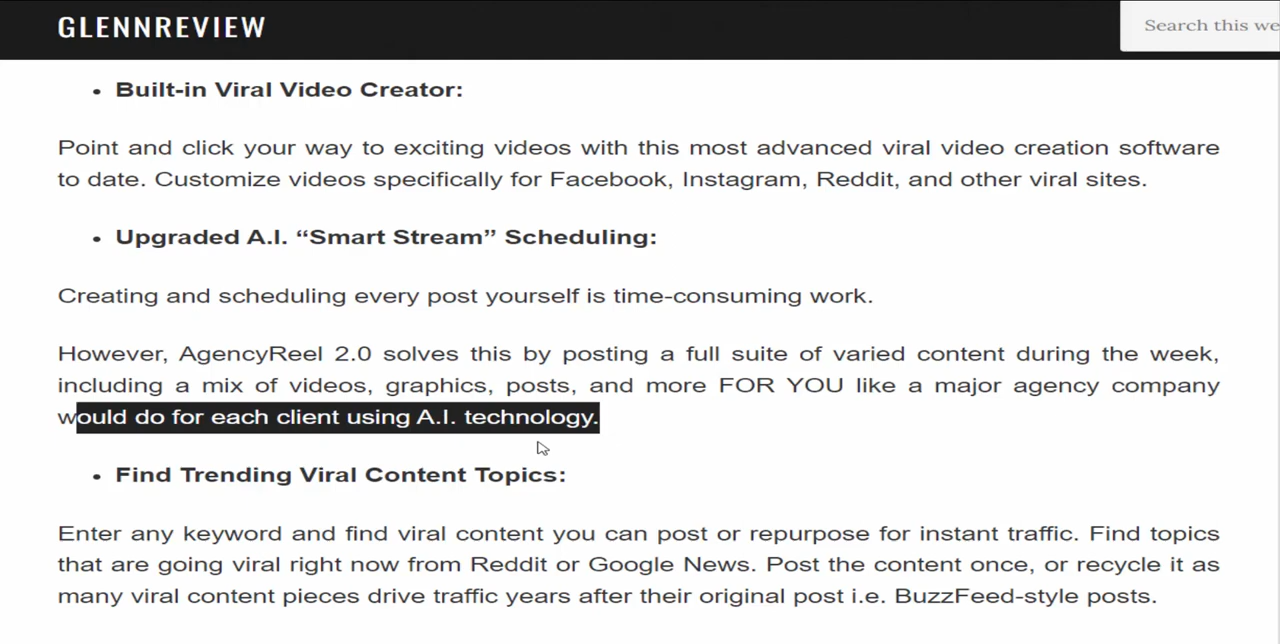 GLENNREVIEW
Search this we
• Built-in Viral Video Creator:
Point and click your way to exciting videos with this most advanced viral video creation software
to date. Customize videos specifically for Facebook, Instagram, Reddit, and other viral sites.
• Upgraded A.I. “Smart Stream” Scheduling:
Creating and scheduling every post yourself is time-consuming work.
However, AgencyReel 2.0 solves this by posting a full suite of varied content during the week,
including a mix of videos, graphics, posts, and more FOR YOU like a major agency company
would do for each client using A.I. technology.
• Find Trending Viral Content Topics:
Enter any keyword and find viral content you can post or repurpose for instant traffic. Find topics
that are going viral right now from Reddit or Google News. Post the content once, or recycle it as
many viral content pieces drive traffic years after their original post i.e. BuzzFeed-style posts.